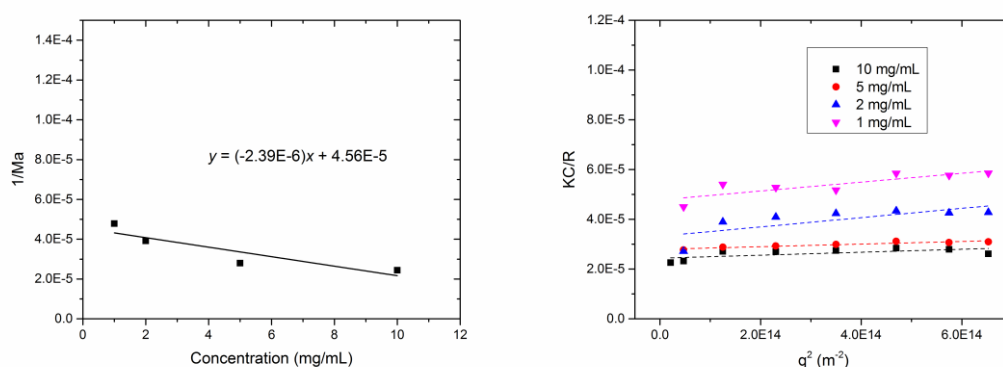 1.4E-4
1.2E-4
1.0E-4
8.0E-5
6.0E-5
4.0E-5
2.0E-5
0.0
1/Ma
y = (-2.39E-6)x + 4.56E-5
0 2 4 6 8 10 12
Concentration (mg/mL)
1.2E-4
1.0E-4
8.0E-5
6.0E-5
4.0E-5
2.0E-5
0.0
KC/R
10 mg/mL
5 mg/mL
2 mg/mL
1 mg/mL
0.0 2.0E14 4.0E14 6.0E14
q² (m⁻²)